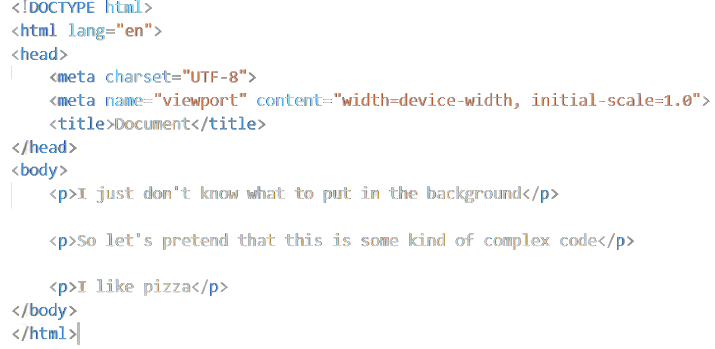 <!DOCTYPE html>
<html lang="en">
<head>
    <meta charset="UTF-8">
    <meta name="viewport" content="width=device-width, initial-scale=1.0">
    <title>Document</title>
</head>
<body>
    <p>I just don't know what to put in the background</p>
    <p>So let's pretend that this is some kind of complex code</p>
    <p>I like pizza</p>
</body>
</html>